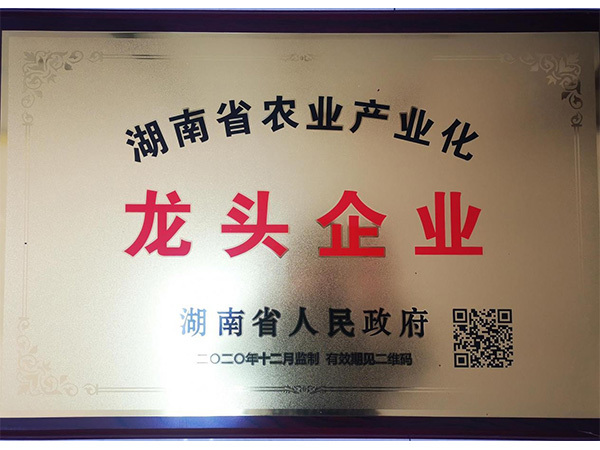 湖南省农业产业化
龙头企业
湖南省人民政府
二〇二〇年十二月监制 有效期见二维码